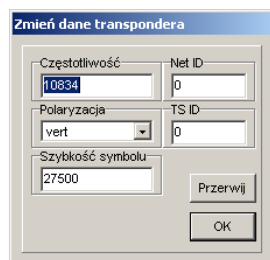 Zmień dane transpondera
Częstotliwość Net ID
10834 0
Polaryzacja TS ID
vert 0
Szybkość symbolu
27500
Przerwij
OK